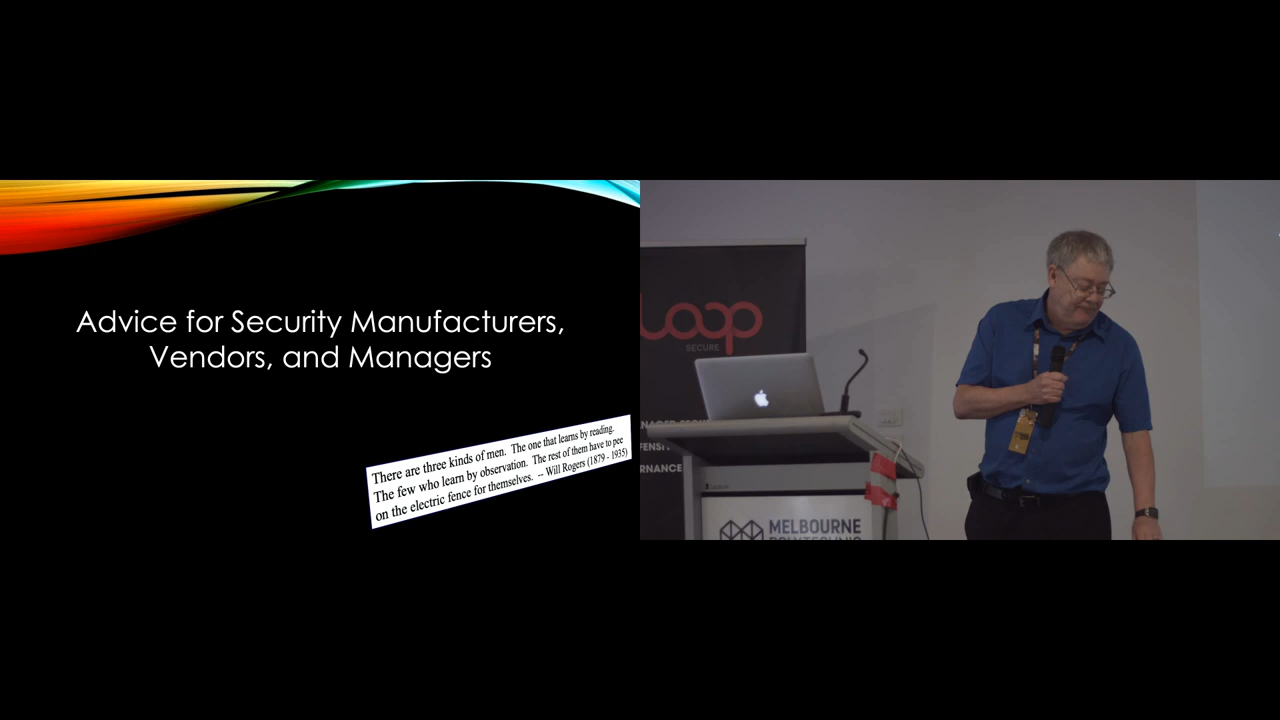 Advice for Security Manufacturers,
Vendors, and Managers
There are three kinds of men. The one that learns by reading.
The few who learn by observation. The rest of them have to pee
on the electric fence for themselves. -- Will Rogers (1879 - 1935)
loop
SECURE
MELBOURNE
POLYTECHNIC